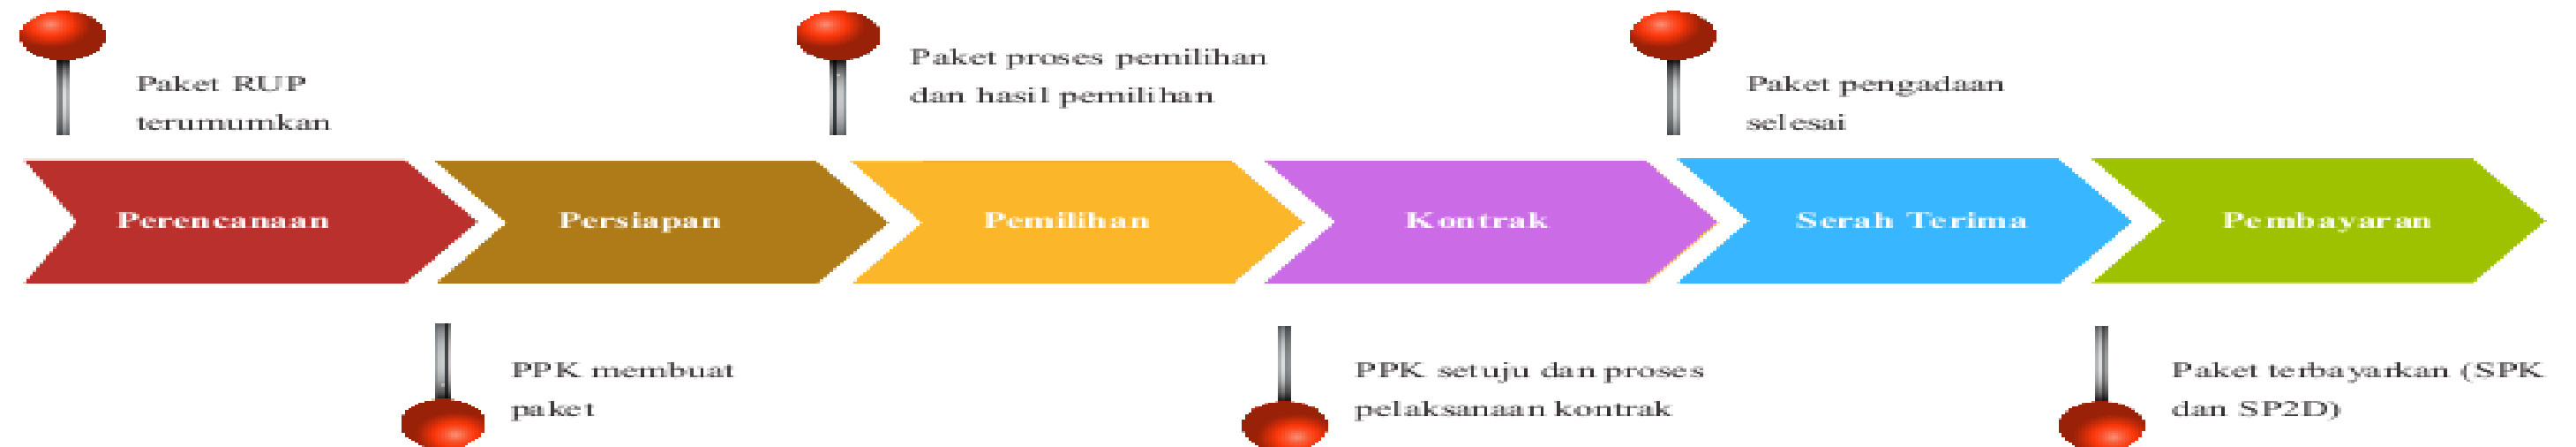 Paket RUP
terumumkan
Paket proses pemilihan
dan hasil pemilihan
Paket pengadaan
selesai
Perencanaan
Persiapan
Pemilihan
Kontrak
Serah Terima
Pembayaran
PPK membuat
paket
PPK setuju dan proses
pelaksanaan kontrak
Paket terbayarkan (SPK
dan SP2D)